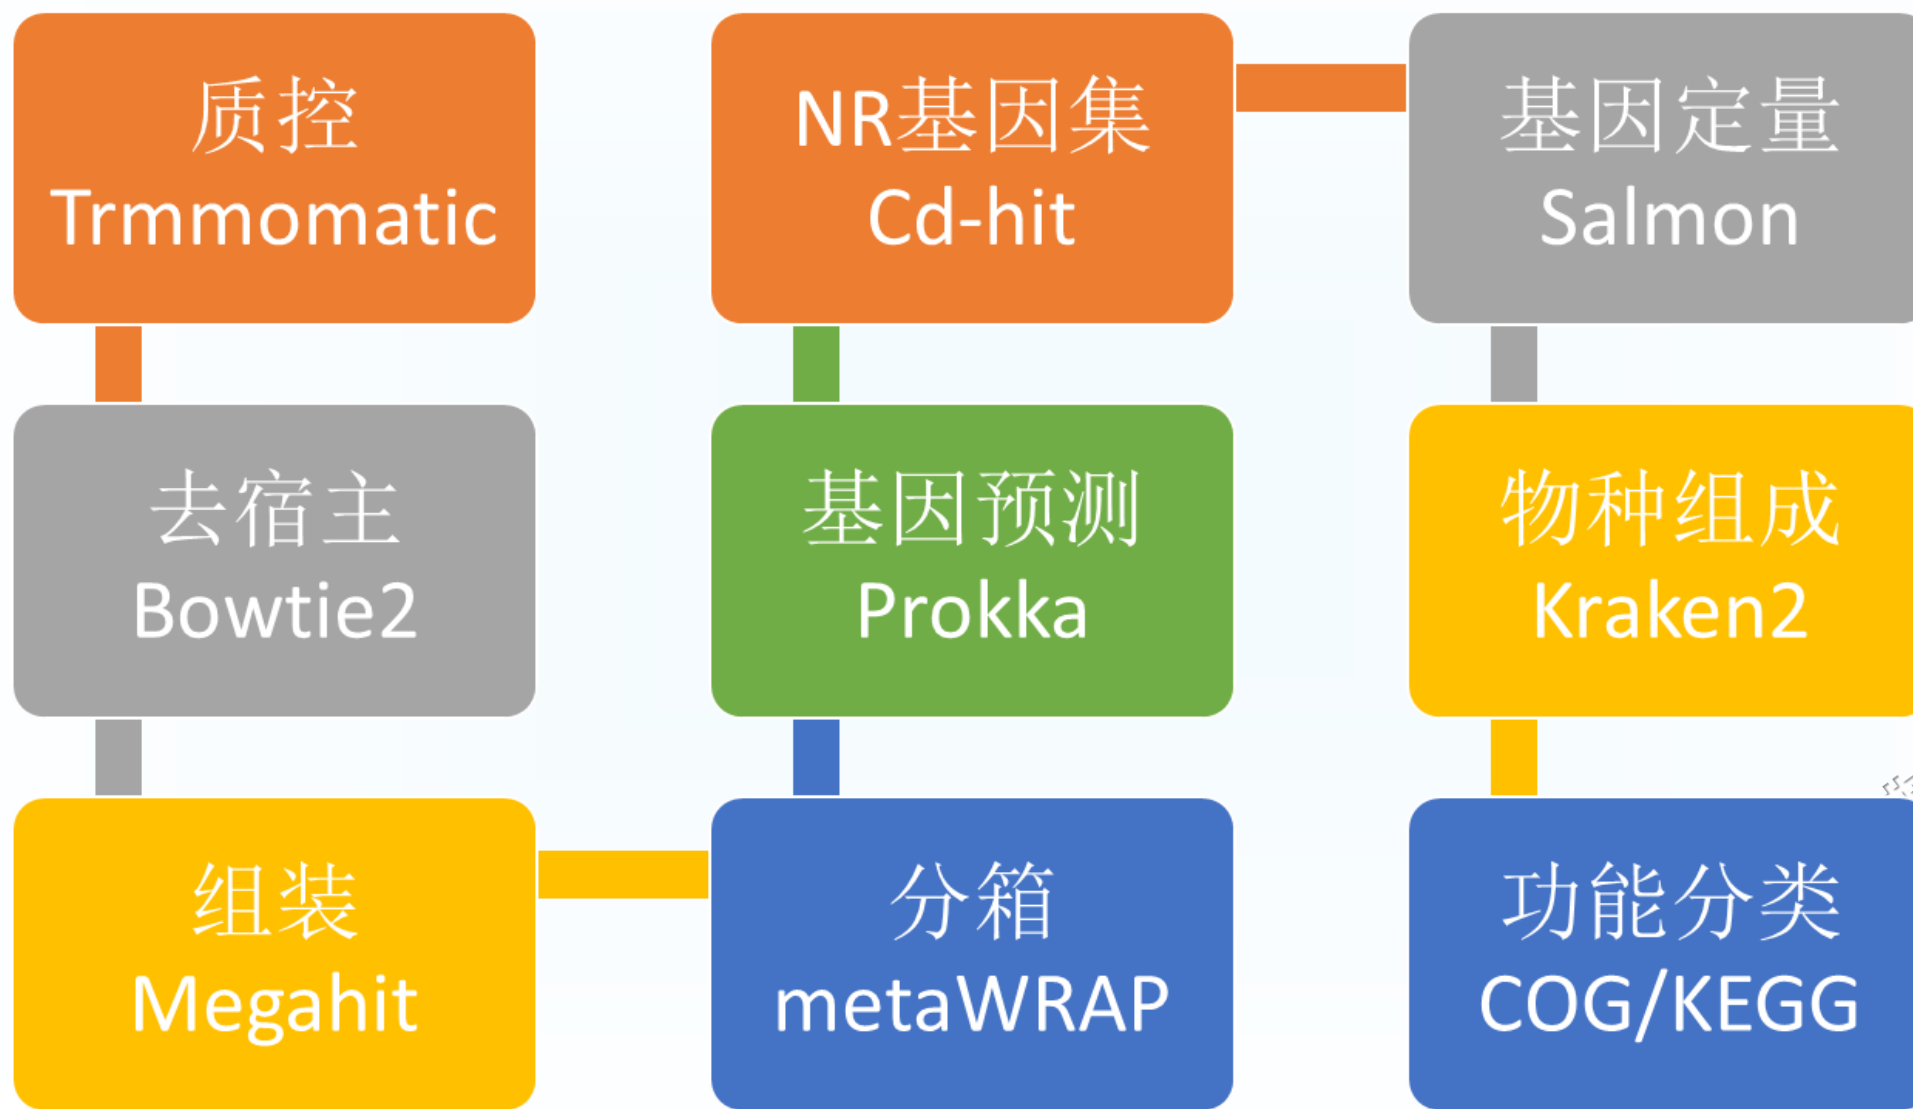 质控
Trmmomatic
去宿主
Bowtie2
组装
Megahit
分箱
metaWRAP
基因预测
Prokka
NR基因集
Cd-hit
基因定量
Salmon
物种组成
Kraken2
功能分类
COG/KEGG